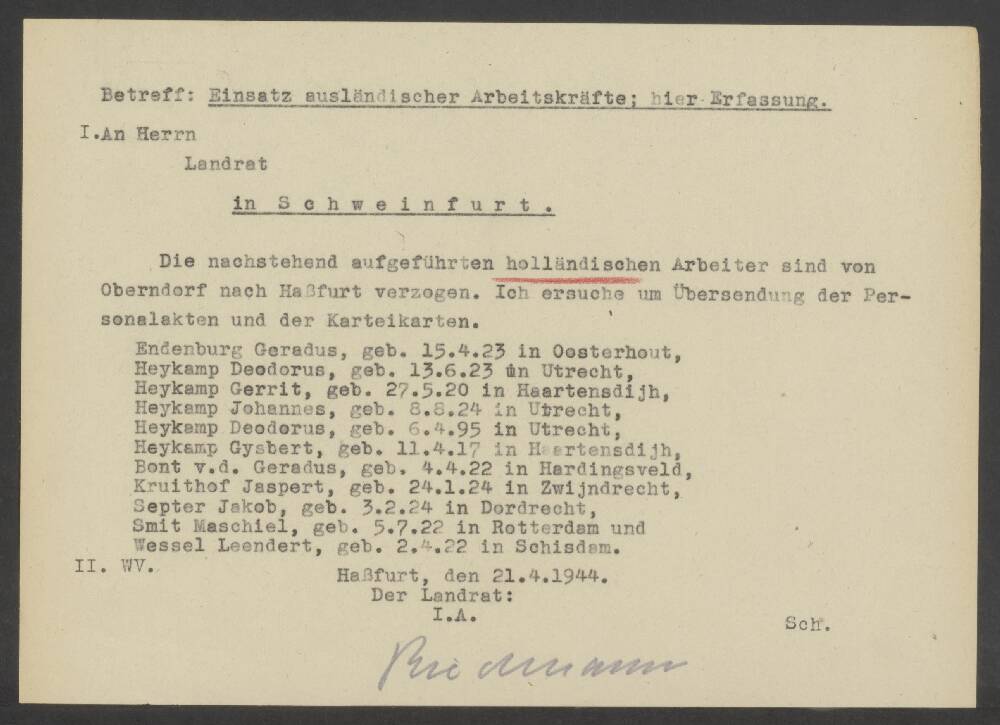 Betreff: Einsatz ausländischer Arbeitskräfte; hier Erfassung.
I.An Herrn
Landrat
in Schweinfurt.
Die nachstehend aufgeführten holländischen Arbeiter sind von
Oberndorf nach Haßfurt verzogen. Ich ersuche um Übersendung der Per-
sonalakten und der Karteikarten.
Endenburg Geradus, geb. 15.4.23 in Oosterhout,
Heykamp Deodorus, geb. 13.6.23 in Utrecht,
Heykamp Gerrit, geb. 27.5.20 in Haartensdijh,
Heykamp Johannes, geb. 8.8.24 in Utrecht,
Heykamp Deodorus, geb. 6.4.95 in Utrecht,
Heykamp Gysbert, geb. 11.4.17 in Haartensdijh,
Bont v.d. Geradus, geb. 4.4.22 in Hardingsveld,
Kruithof Jaspert, geb. 24.1.24 in Zwijndrecht,
Septer Jakob, geb. 3.2.24 in Dordrecht,
Smit Maschiel, geb. 5.7.22 in Rotterdam und
Wessel Leendert, geb. 2.4.22 in Schisdam.
II. WV.
Haßfurt, den 21.4.1944.
Der Landrat:
I.A.
Sch.